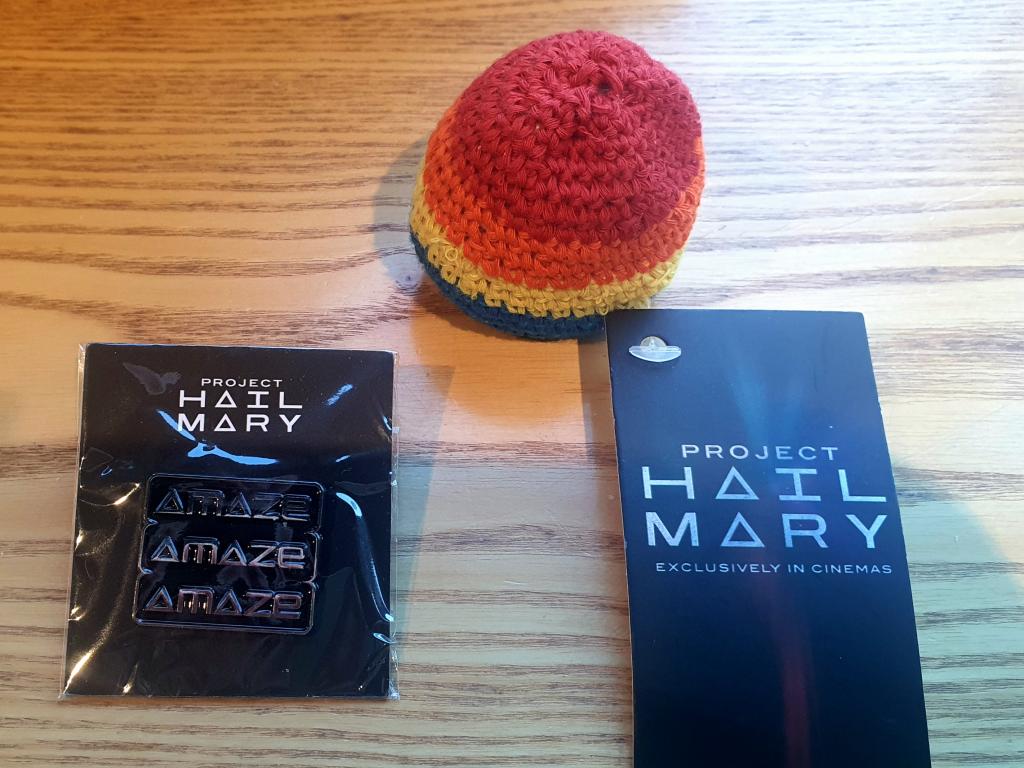 PROJECT
HAIL
MARY
AMAZE
AMAZE
AMAZE
PROJECT
HAIL
MARY
EXCLUSIVELY IN CINEMAS